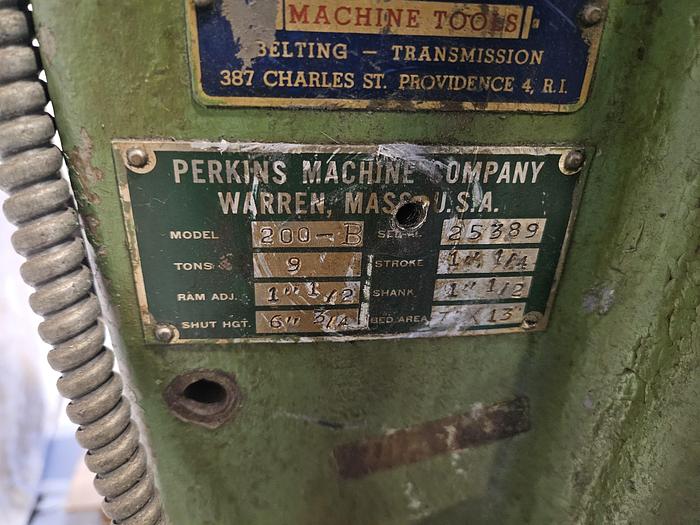 MACHINE TOOLS
BELTING — TRANSMISSION
387 CHARLES ST. PROVIDENCE 4, R.I.
PERKINS MACHINE COMPANY
WARREN, MASS. U.S.A.
MODEL 200-B SER. 25389
TONS 9 STROKE 1" 1/4
RAM ADJ. 1" 1/2 SHANK 1" 1/2
SHUT HGT. 6" 3/4 BED AREA 7" X 13"